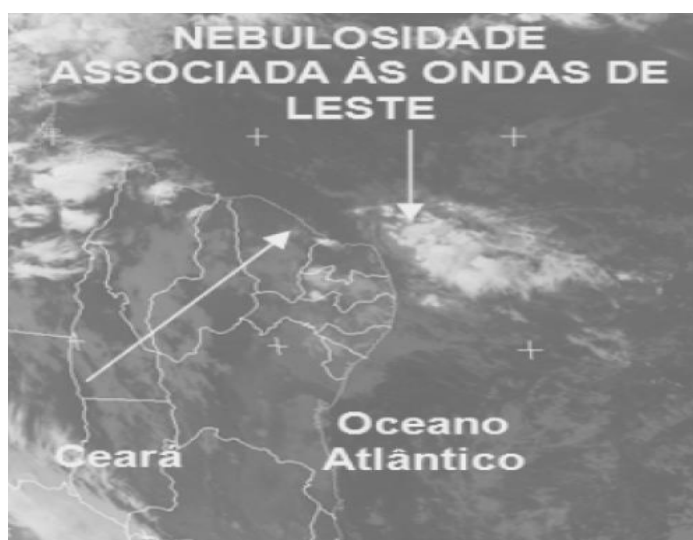 NEBULOSIDADE
ASSOCIADA ÀS ONDAS DE
LESTE
Oceano
Atlântico
Ceará